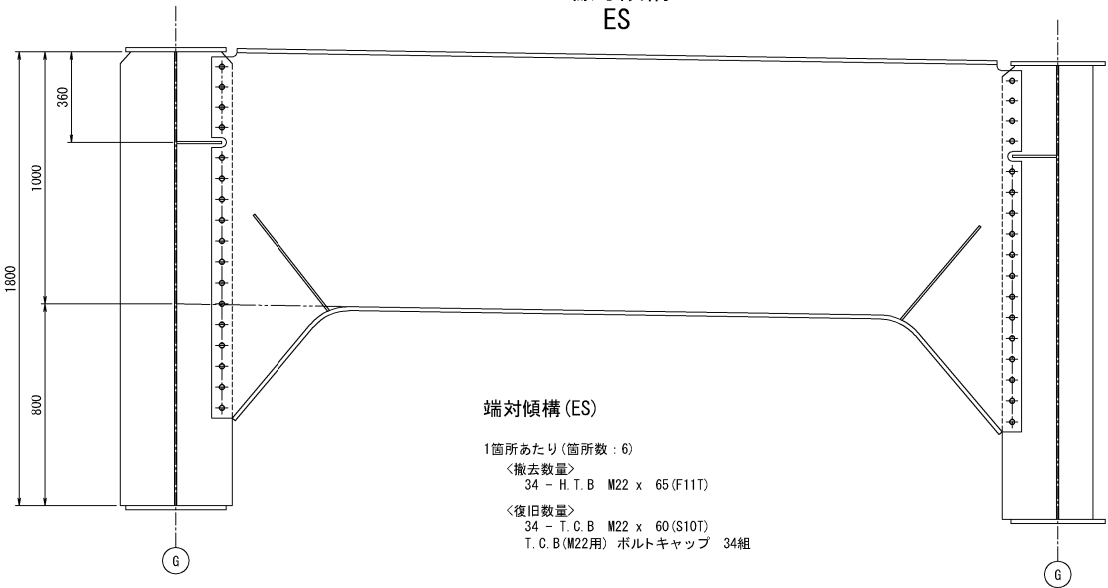 ES
360
1000
1800
800
G
G
端対傾構(ES)
1箇所あたり(箇所数:6)
<撤去数量>
34 - H.T.B M22 x 65(F11T)
<復旧数量>
34 - T.C.B M22 x 60(S10T)
T.C.B(M22用) ボルトキャップ 34組